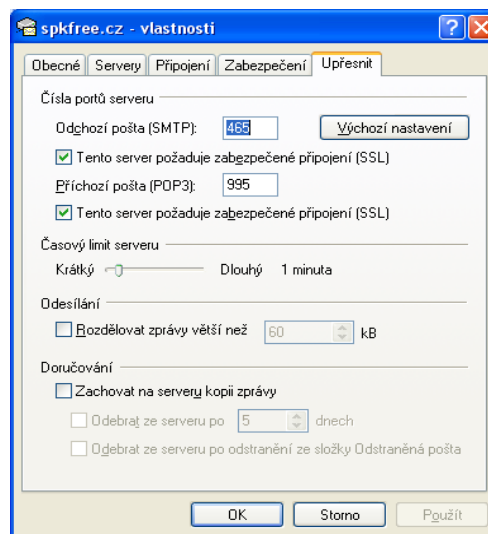 spkfree.cz - vlastnosti
Obecné Servery Připojení Zabezpečení Upřesnit
Čísla portů serveru
Odchozí pošta (SMTP): 465 Výchozí nastavení
Tento server požaduje zabezpečené připojení (SSL)
Příchozí pošta (POP3): 995
Tento server požaduje zabezpečené připojení (SSL)
Časový limit serveru
Krátký Dlouhý 1 minuta
Odesílání
Rozdělovat zprávy větší než 60 kB
Doručování
Zachovat na serveru kopii zprávy
Odebrat ze serveru po 5 dnech
Odebrat ze serveru po odstranění ze složky Odstraněná pošta
OK Storno Použít